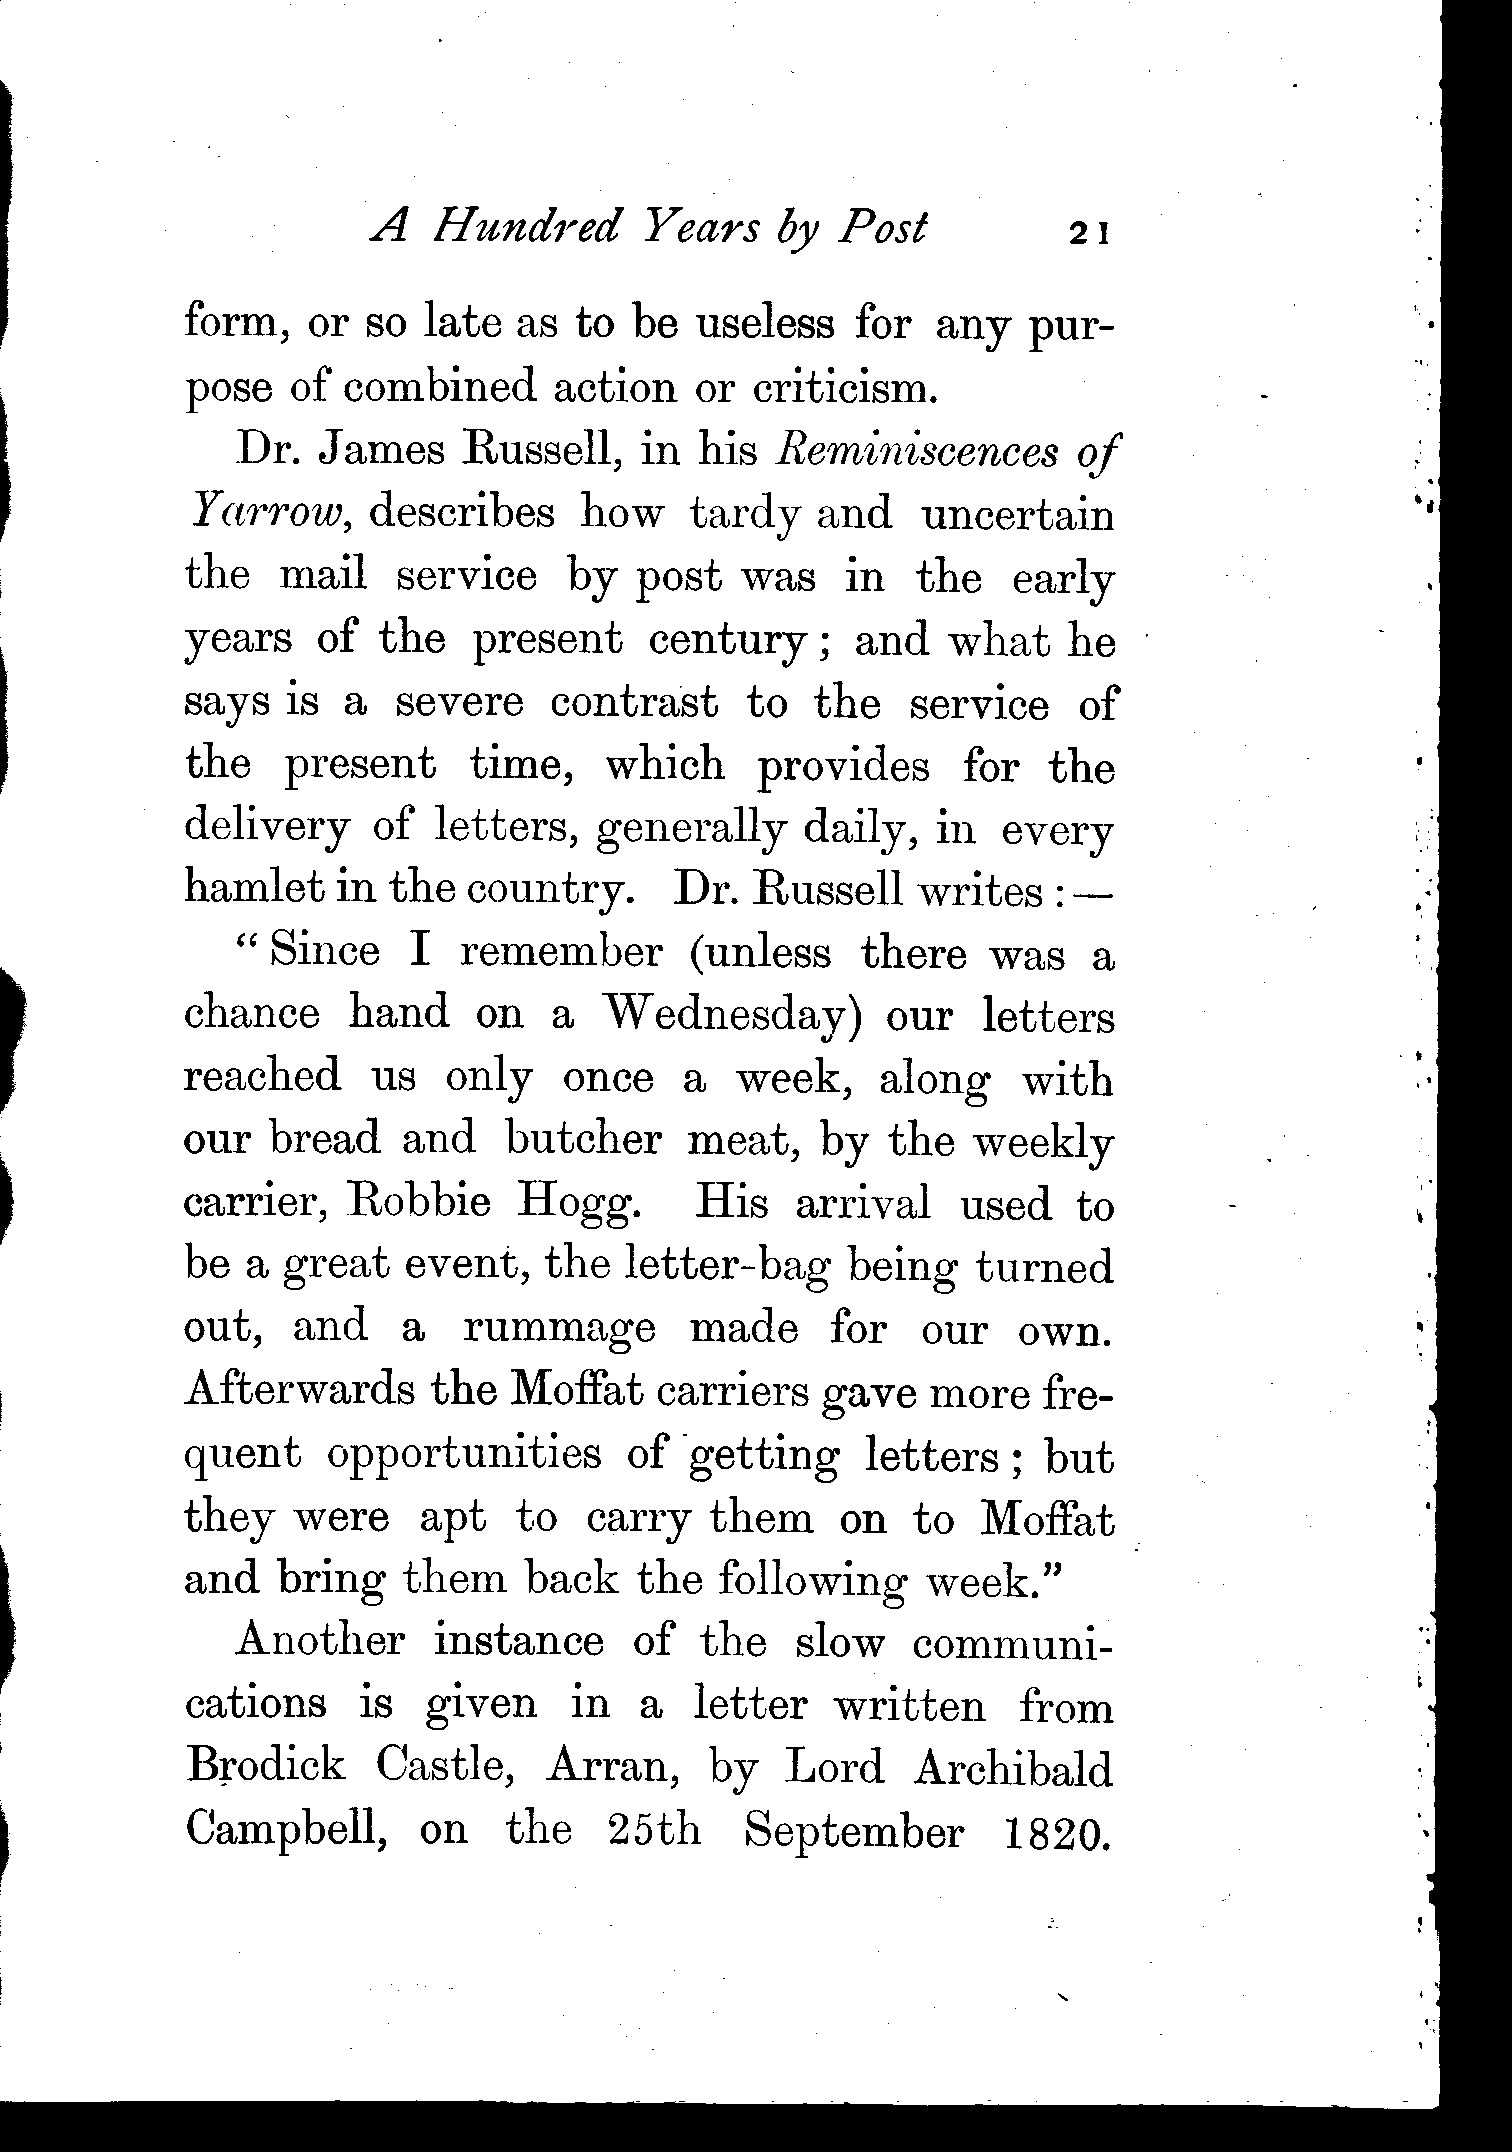 A Hundred Years by Post 21
form, or so late as to be useless for any pur-
pose of combined action or criticism.
Dr. James Russell, in his Reminiscences of
Yarrow, describes how tardy and uncertain
the mail service by post was in the early
years of the present century; and what he
says is a severe contrast to the service of
the present time, which provides for the
delivery of letters, generally daily, in every
hamlet in the country. Dr. Russell writes:—
“Since I remember (unless there was a
chance hand on a Wednesday) our letters
reached us only once a week, along with
our bread and butcher meat, by the weekly
carrier, Robbie Hogg. His arrival used to
be a great event, the letter-bag being turned
out, and a rummage made for our own.
Afterwards the Moffat carriers gave more fre-
quent opportunities of getting letters; but
they were apt to carry them on to Moffat
and bring them back the following week.”
Another instance of the slow communi-
cations is given in a letter written from
Brodick Castle, Arran, by Lord Archibald
Campbell, on the 25th September 1820.